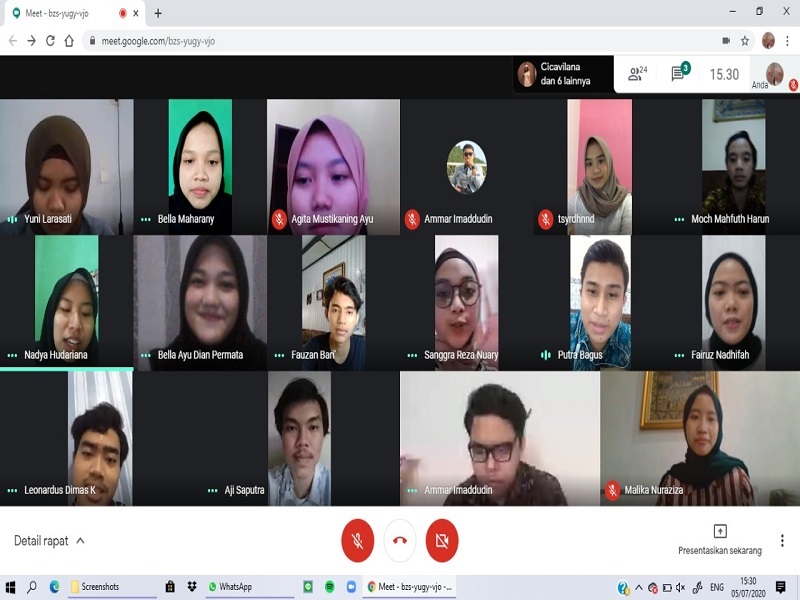 Meet - bzs-yugy-vjo
meet.google.com/bzs-yugy-vjo
Cicavilana
dan 6 lainnya
24
3
15.30
Anda
Yuni Larasati
Bella Maharany
Agita Mustikaning Ayu
Ammar Imaddudin
tsyrdhnnd
Moch Mahfuth Harun
Nadya Hudariana
Bella Ayu Dian Permata
Fauzan Bari
Sanggra Reza Nuary
Putra Bagus
Fairuz Nadhifah
Leonardus Dimas K
Aji Saputra
Ammar Imaddudin
Malika Nuraziza
Detail rapat
Presentasikan sekarang
Screenshots
WhatsApp
Meet - bzs-yugy-vjo -...
ENG
15:30
05/07/2020